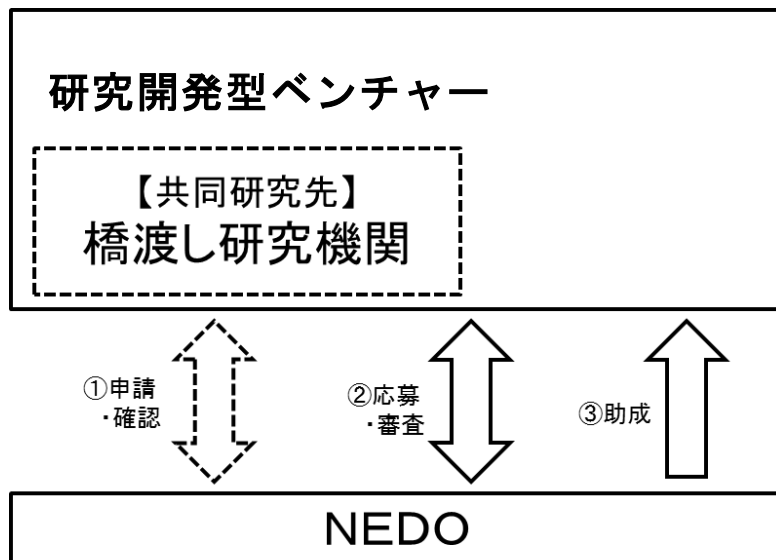 研究開発型ベンチャー
【共同研究先】
橋渡し研究機関
①申請
・確認
②応募
・審査
③助成
NEDO